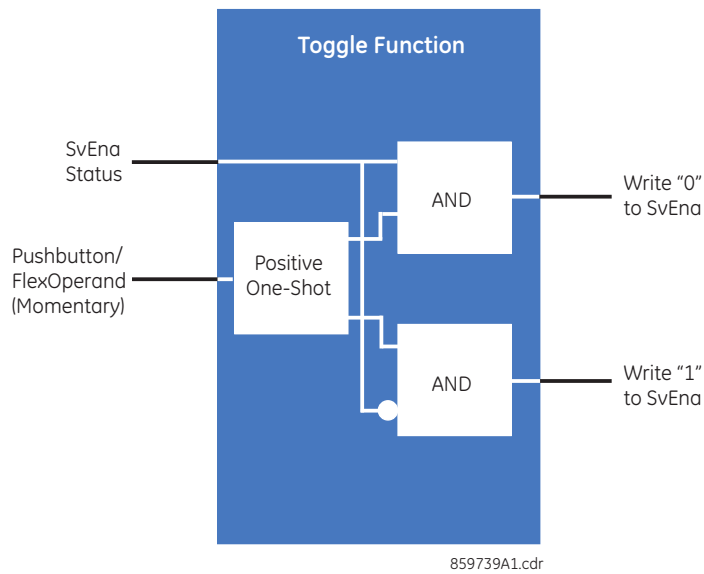 Toggle Function
SvEna
Status
AND
Write “0”
to SvEna
Pushbutton/
FlexOperand
(Momentary)
Positive
One-Shot
AND
Write “1”
to SvEna
859739A1.cdr